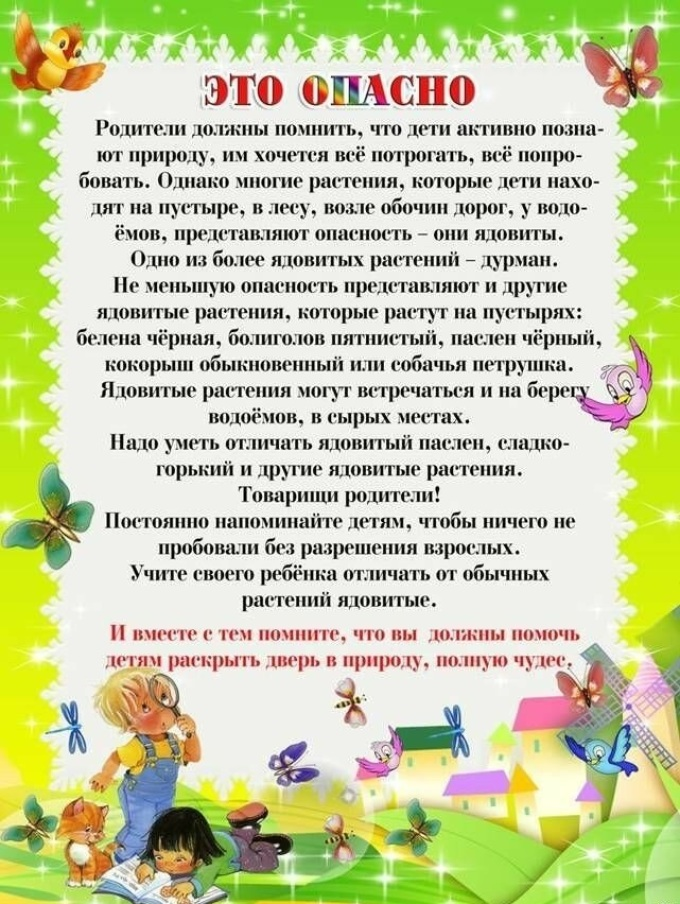 ЭТО ОПАСНО
Родители должны помнить, что дети активно позна-
ют природу, им хочется всё потрогать, всё попро-
бовать. Однако многие растения, которые дети нахо-
дят на пустыре, в лесу, возле обочин дорог, у водо-
ёмов, представляют опасность – они ядовиты.
Одно из более ядовитых растений – дурман.
Не меньшую опасность представляют и другие
ядовитые растения, которые растут на пустырях:
белена чёрная, болиголов пятнистый, паслен чёрный,
кокорыш обыкновенный или собачья петрушка.
Ядовитые растения могут встречаться и на берегу
водоёмов, в сырых местах.
Надо уметь отличать ядовитый паслен, сладко-
горький и другие ядовитые растения.
Товарищи родители!
Постоянно напоминайте детям, чтобы ничего не
пробовали без разрешения взрослых.
Учите своего ребёнка отличать от обычных
растений ядовитые.
И вместе с тем помните, что вы должны помочь
детям раскрыть дверь в природу, полную чудес.